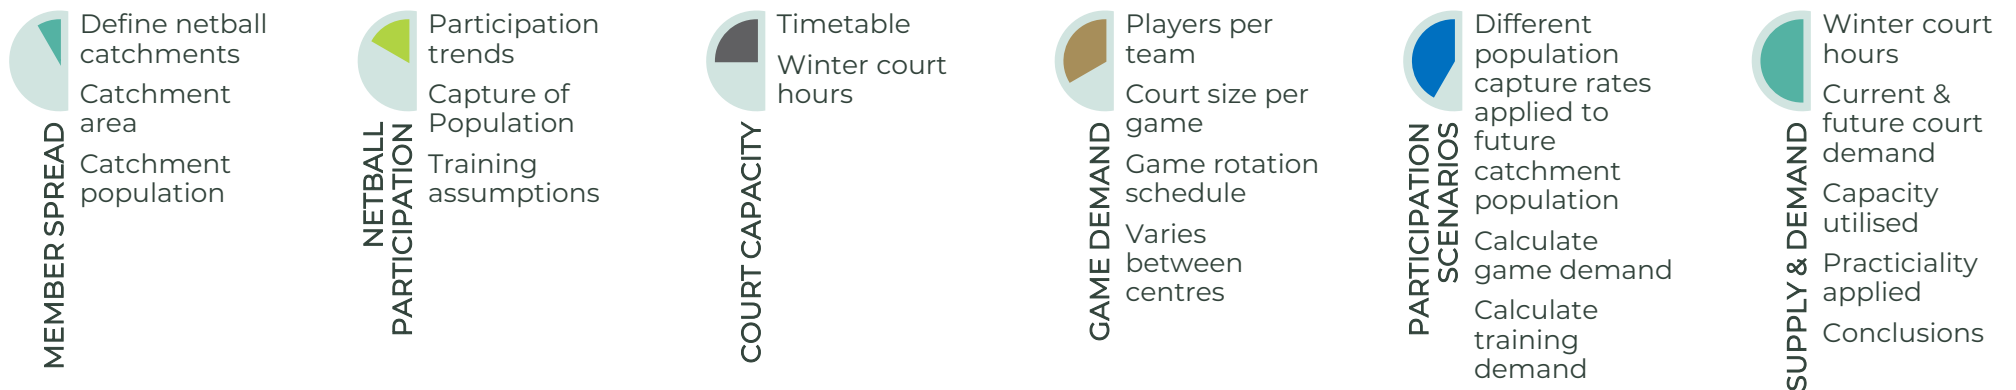 MEMBER SPREAD
Define netball
catchments
Catchment
area
Catchment
population
NETBALL
PARTICIPATION
Participation
trends
Capture of
Population
Training
assumptions
COURT CAPACITY
Timetable
Winter court
hours
GAME DEMAND
Players per
team
Court size per
game
Game rotation
schedule
Varies
between
centres
PARTICIPATION
SCENARIOS
Different
population
capture rates
applied to
future
catchment
population
Calculate
game demand
Calculate
training
demand
SUPPLY & DEMAND
Winter court
hours
Current &
future court
demand
Capacity
utilised
Practiciality
applied
Conclusions